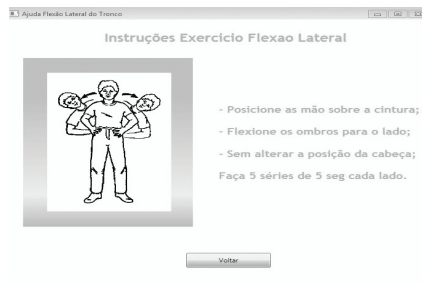 Ajuda Flexão Lateral do Tronco
Instruções Exercicio Flexao Lateral
- Posicione as mão sobre a cintura;
- Flexione os ombros para o lado;
- Sem alterar a posição da cabeça;
Faça 5 séries de 5 seg cada lado.
Voltar